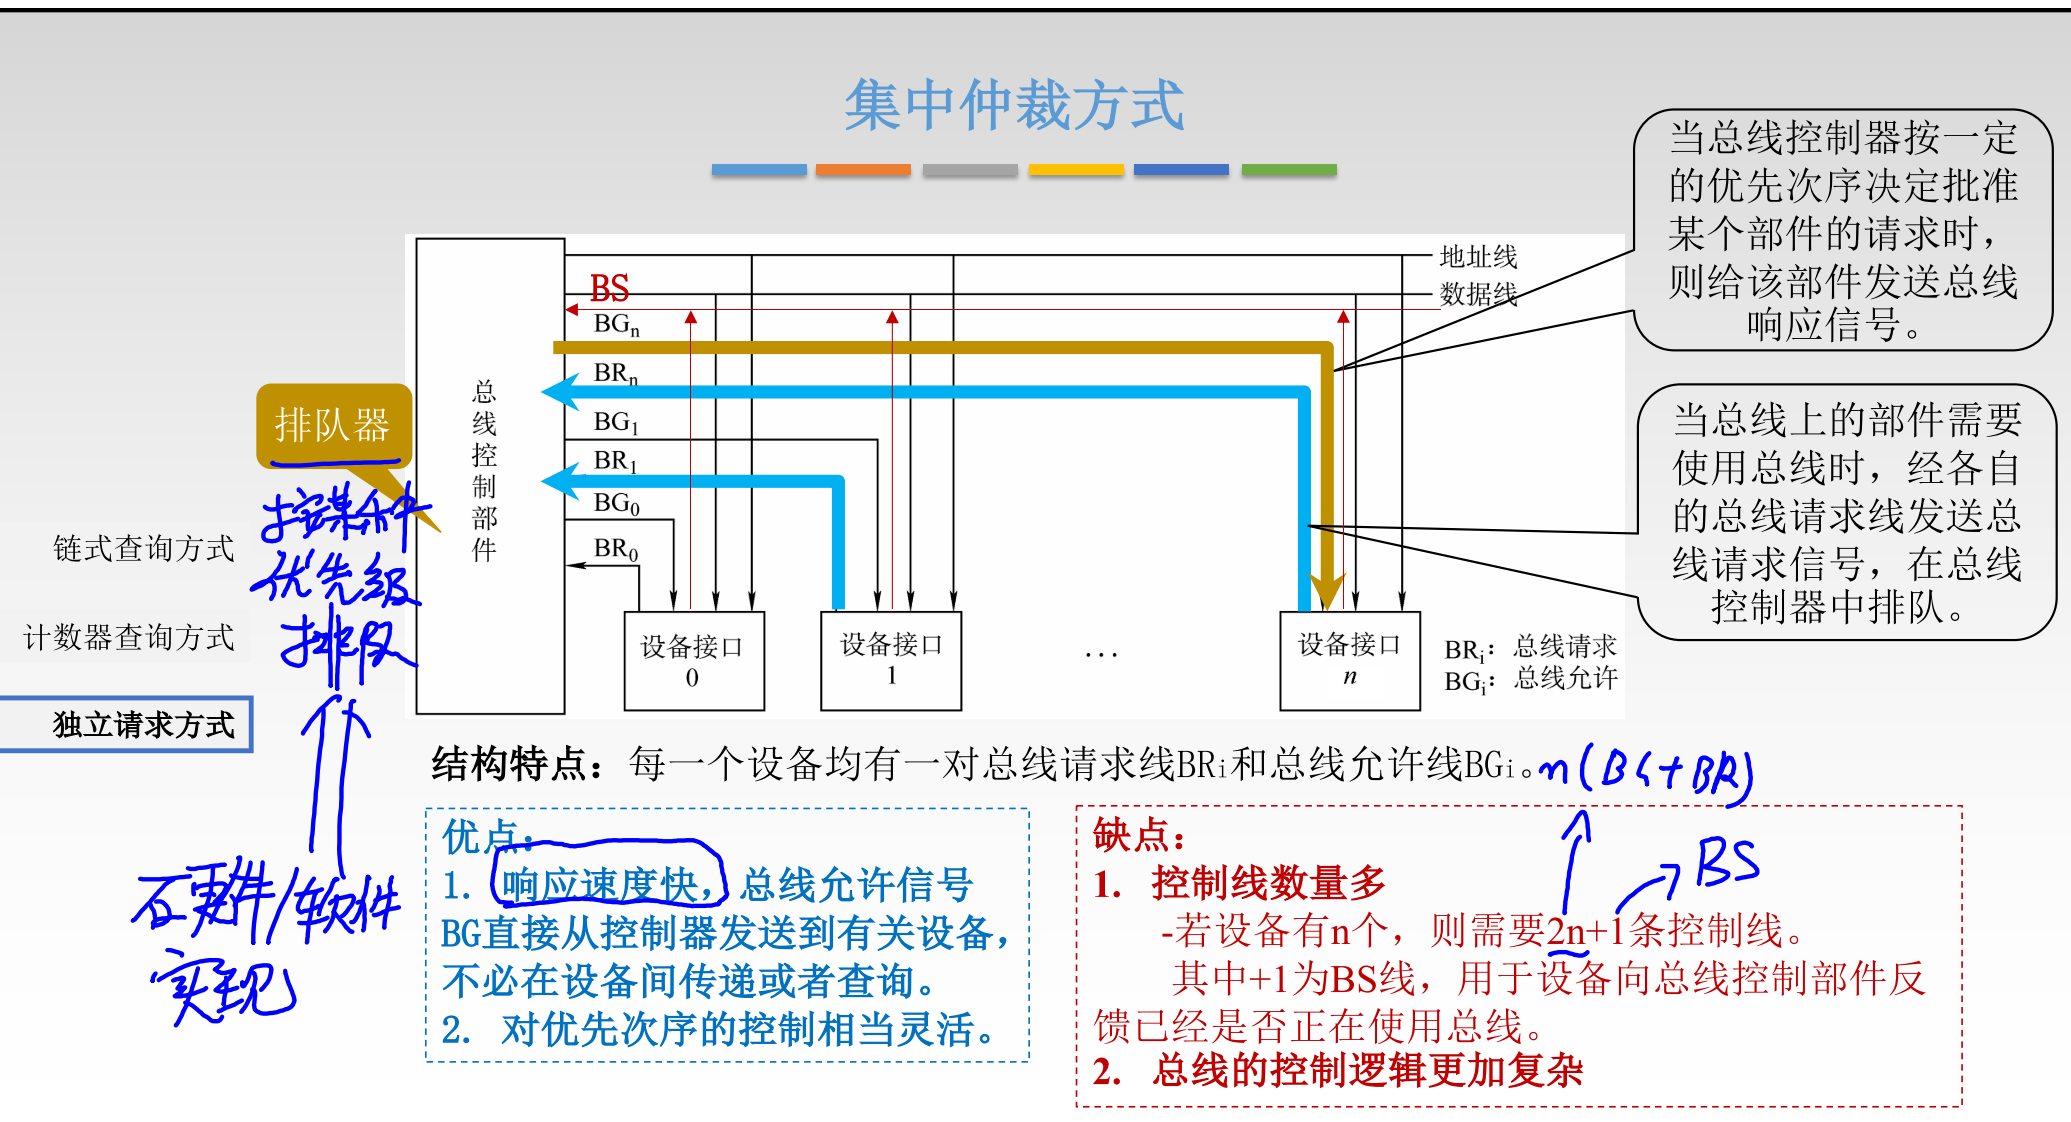 集中仲裁方式
当总线控制器按一定
的优先次序决定批准
某个部件的请求时，
则给该部件发送总线
响应信号。
地址线
数据线
BS
BGn
BRn
BG1
BR1
BG0
BR0
总线控制部件
排队器
按某条件
优先级
排队
硬件/软件
实现
链式查询方式
计数器查询方式
独立请求方式
当总线上的部件需要
使用总线时，经各自
的总线请求线发送总
线请求信号，在总线
控制器中排队。
设备接口
0
设备接口
1
...
设备接口
n
BRi：总线请求
BGi：总线允许
结构特点：每一个设备均有一对总线请求线BRi和总线允许线BGi。
n(BG+BR)
优点：
1. 响应速度快，总线允许信号
BG直接从控制器发送到有关设备，
不必在设备间传递或者查询。
2. 对优先次序的控制相当灵活。
缺点：
1. 控制线数量多
-若设备有n个，则需要2n+1条控制线。
其中+1为BS线，用于设备向总线控制部件反
馈已经是否正在使用总线。
2. 总线的控制逻辑更加复杂
BS